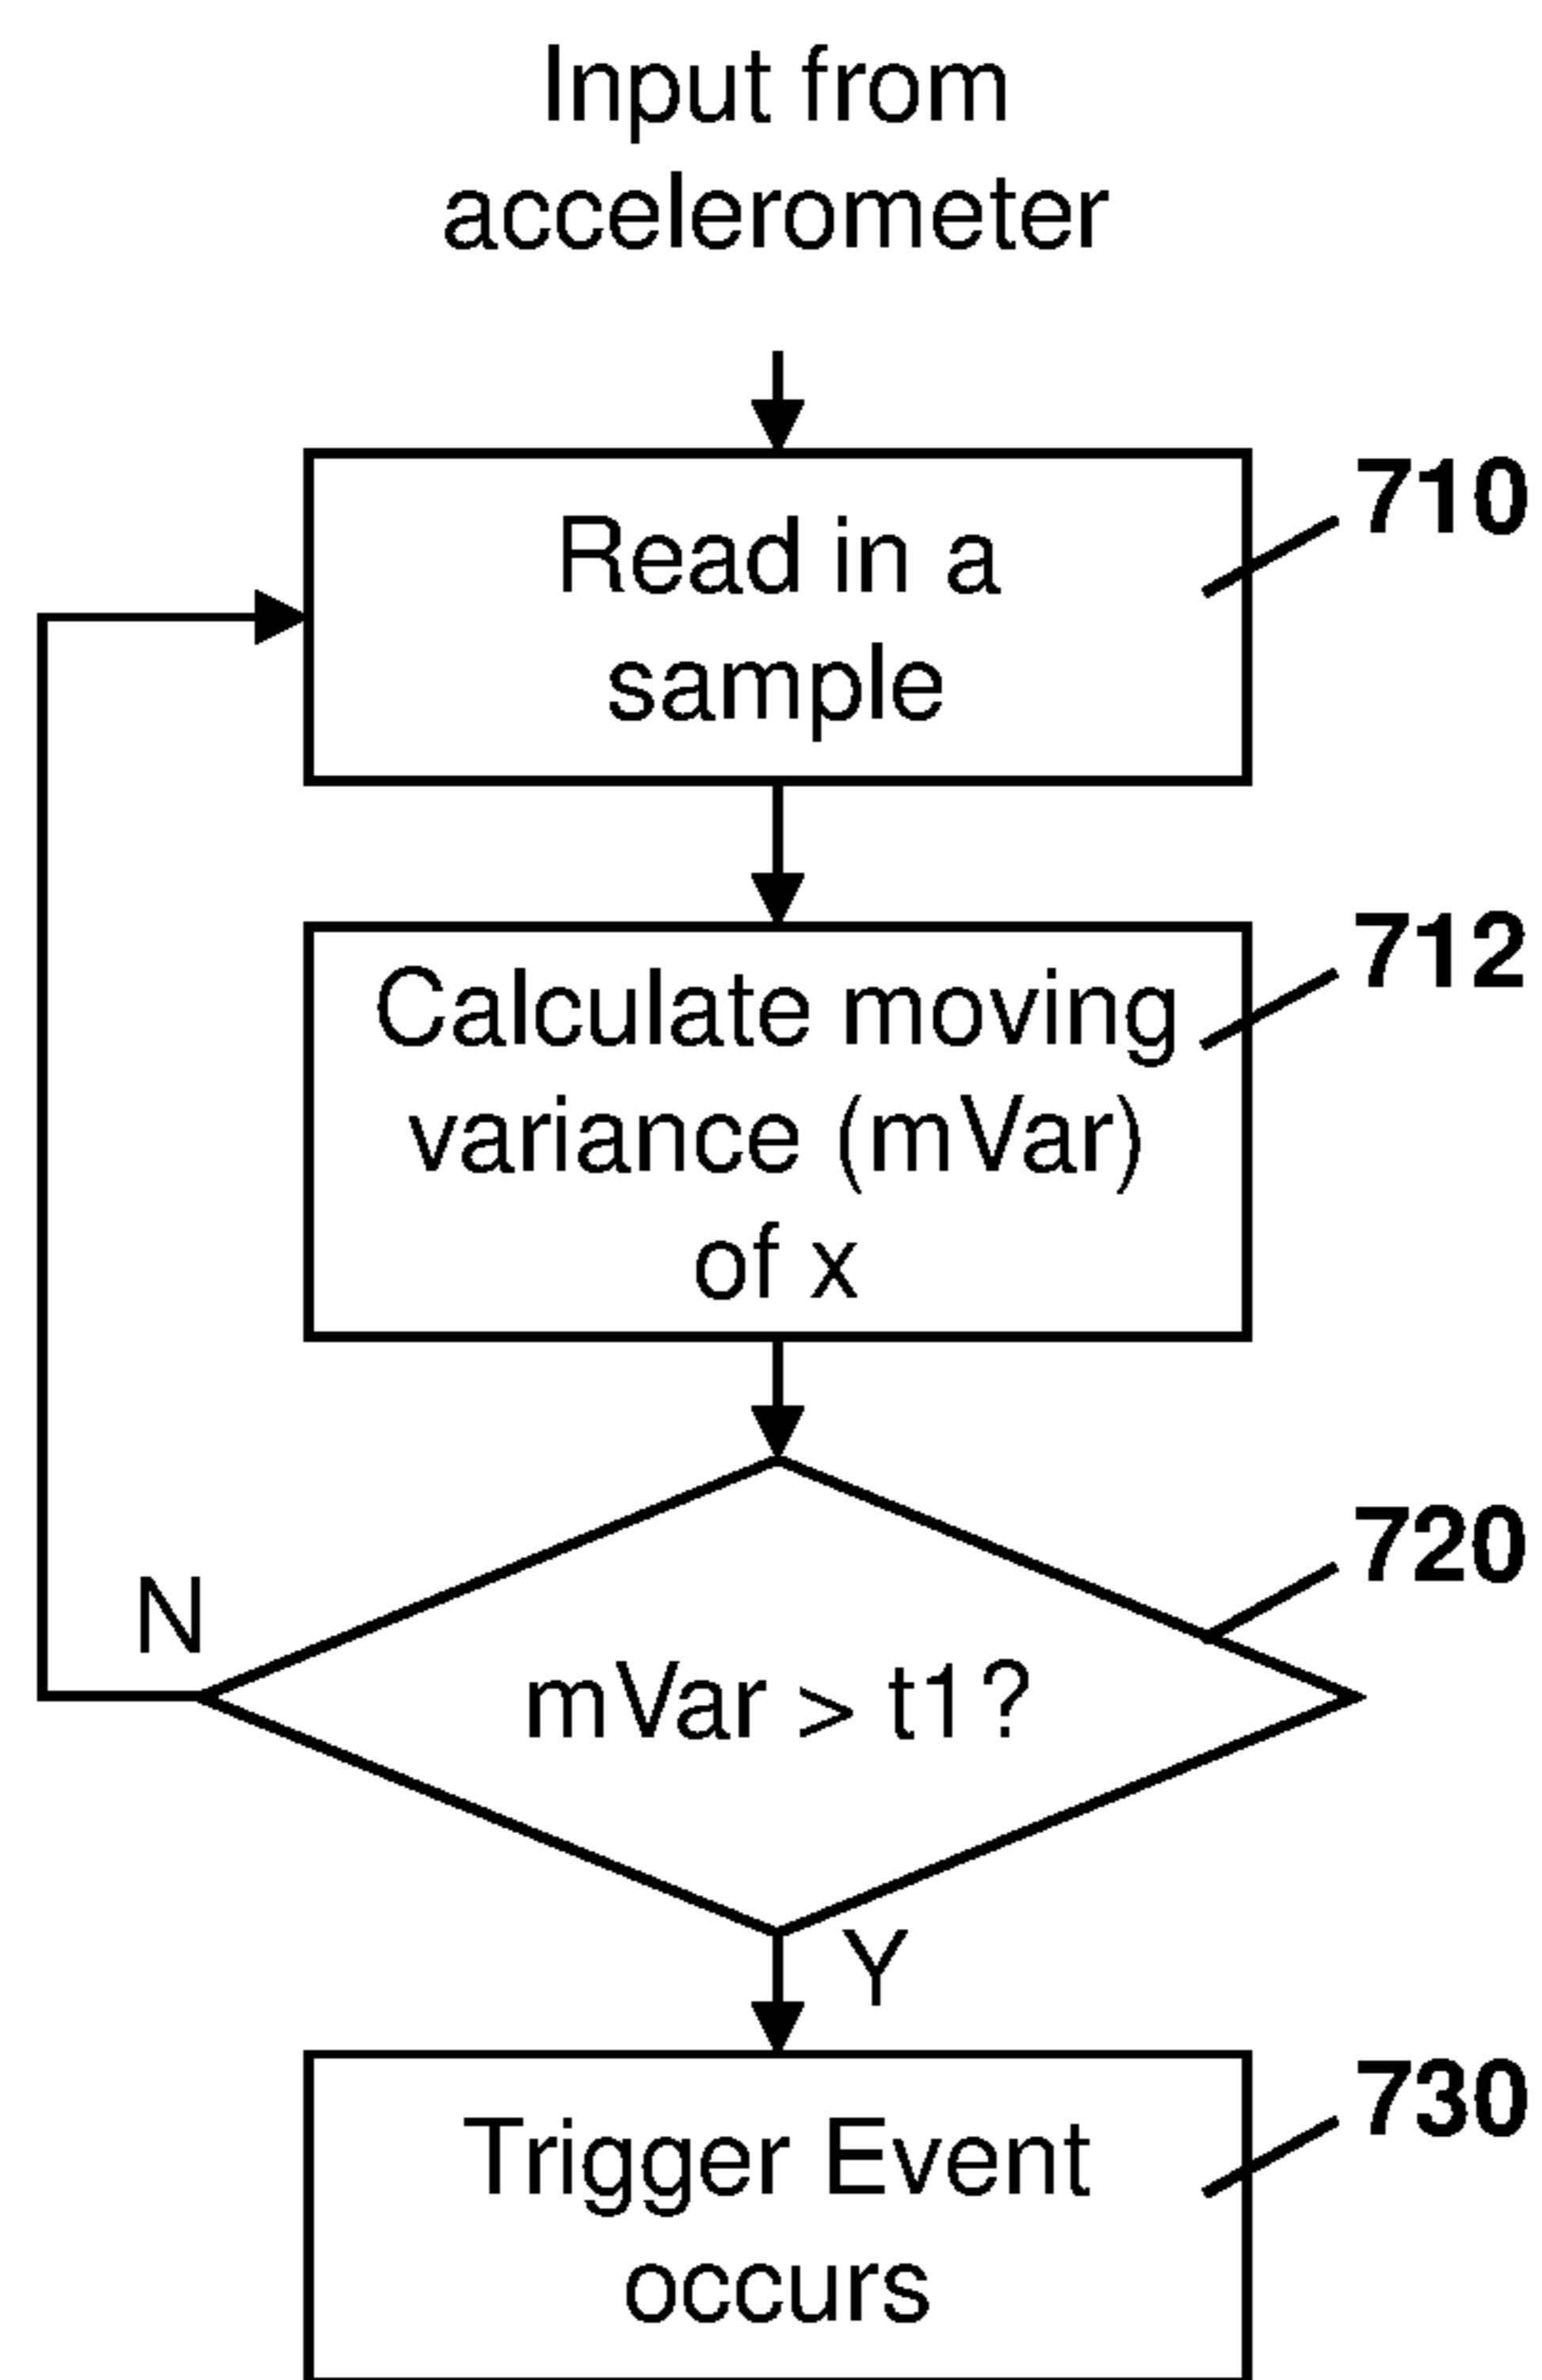 Input from
accelerometer
710
Read in a
sample
712
Calculate moving
variance (mVar)
of x
720
N
mVar > t1?
Y
730
Trigger Event
occurs